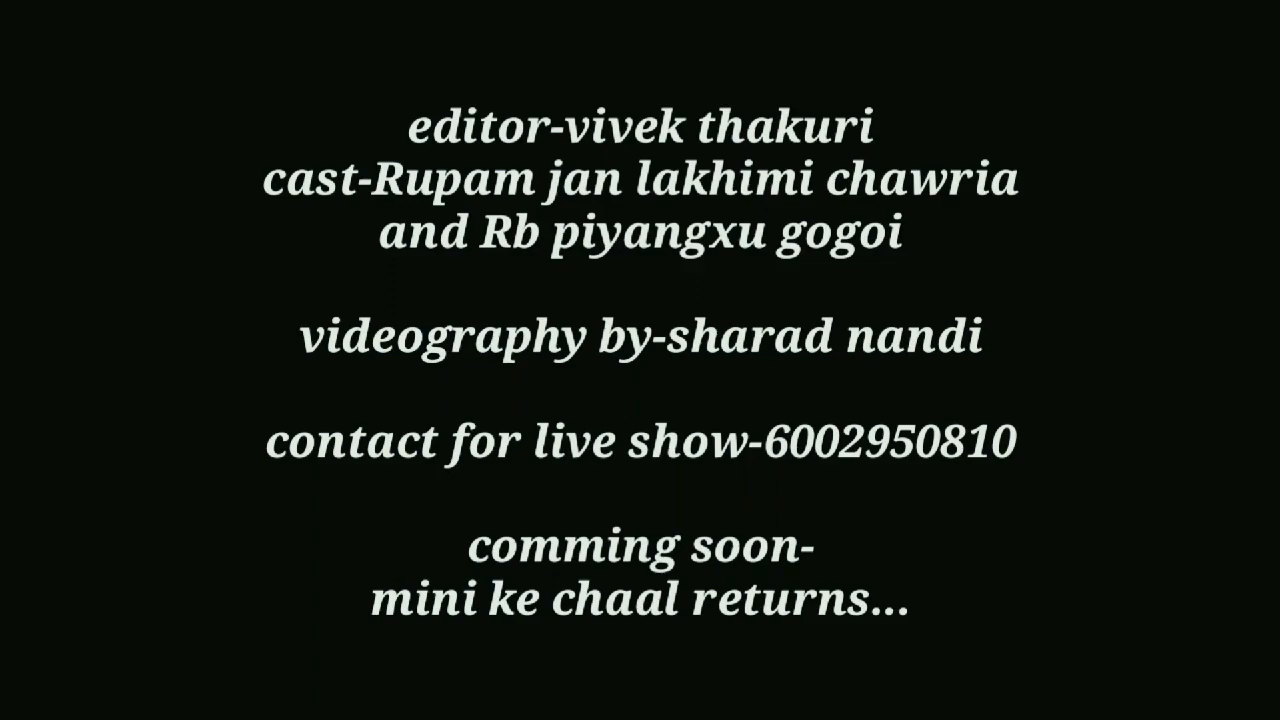 editor-vivek thakuri
cast-Rupam jan lakhimi chawria
and Rb piyangxu gogoi
videography by-sharad nandi
contact for live show-6002950810
comming soon-
mini ke chaal returns...